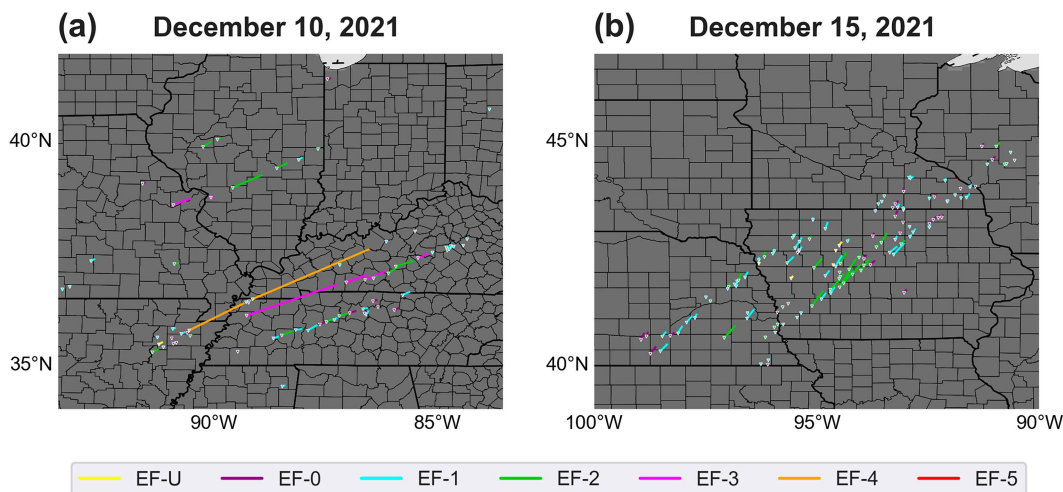 (a) December 10, 2021
(b) December 15, 2021
40°N
35°N
90°W 85°W
45°N
40°N
100°W 95°W 90°W
EF-U EF-0 EF-1 EF-2 EF-3 EF-4 EF-5